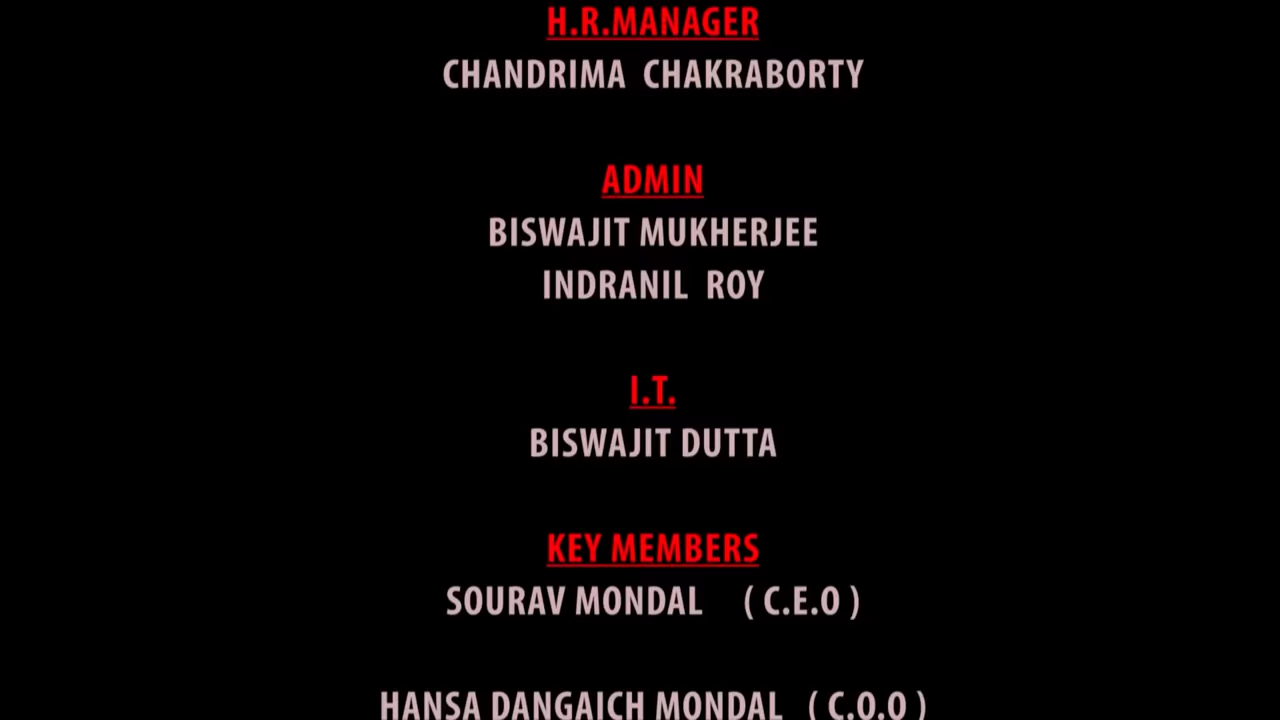 H.R.MANAGER
CHANDRIMA CHAKRABORTY
ADMIN
BISWAJIT MUKHERJEE
INDRANIL ROY
I.T.
BISWAJIT DUTTA
KEY MEMBERS
SOURAV MONDAL ( C.E.O )
HANSA DANGAICH MONDAL ( C.O.O )